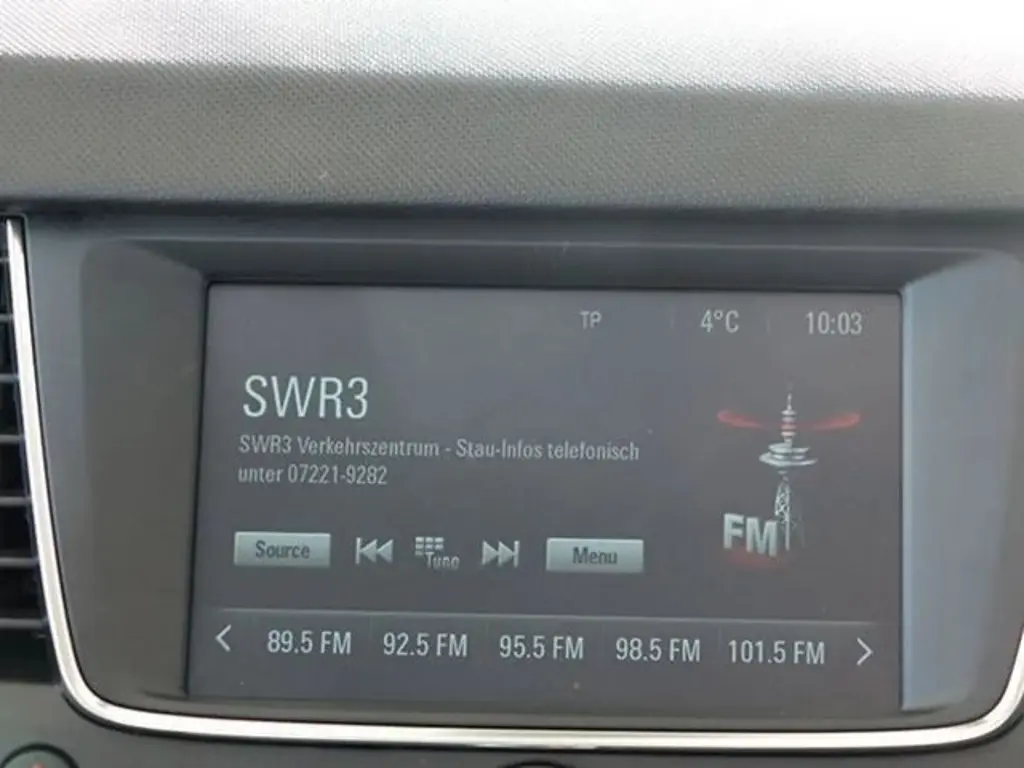 TP 4°C 10:03
SWR3
SWR3 Verkehrszentrum - Stau-Infos telefonisch
unter 07221-9282
FM
Source Tune Menu
89.5 FM 92.5 FM 95.5 FM 98.5 FM 101.5 FM